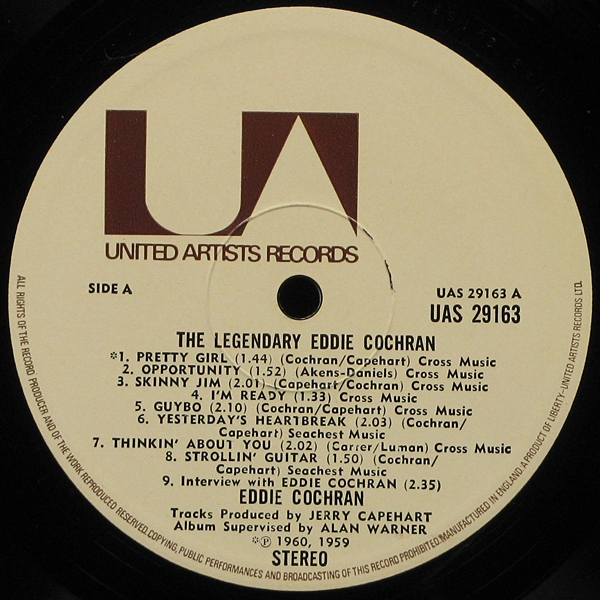 UA
UNITED ARTISTS RECORDS
SIDE A
UAS 29163 A
UAS 29163
THE LEGENDARY EDDIE COCHRAN
*1. PRETTY GIRL (1.44) (Cochran/Capehart) Cross Music
2. OPPORTUNITY (1.52) (Akens-Daniels) Cross Music
3. SKINNY JIM (2.01) (Capehart/Cochran) Cross Music
4. I'M READY (1.33) Cross Music
5. GUYBO (2.10) (Cochran/Capehart) Cross Music
6. YESTERDAY'S HEARTBREAK (2.03) (Cochran/
Capehart) Seachest Music
7. THINKIN' ABOUT YOU (2.02) (Carter/Luman) Cross Music
8. STROLLIN' GUITAR (1.50) (Cochran/
Capehart) Seachest Music
9. Interview with EDDIE COCHRAN (2.35)
EDDIE COCHRAN
Tracks Produced by JERRY CAPEHART
Album Supervised by ALAN WARNER
*℗ 1960, 1959
STEREO
ALL RIGHTS OF THE RECORD PRODUCER AND OF THE WORK REPRODUCED RESERVED. COPYING, PUBLIC PERFORMANCES AND BROADCASTING OF THIS RECORD PROHIBITED. MANUFACTURED IN ENGLAND. A PRODUCT OF LIBERTY-UNITED ARTISTS RECORDS LTD.